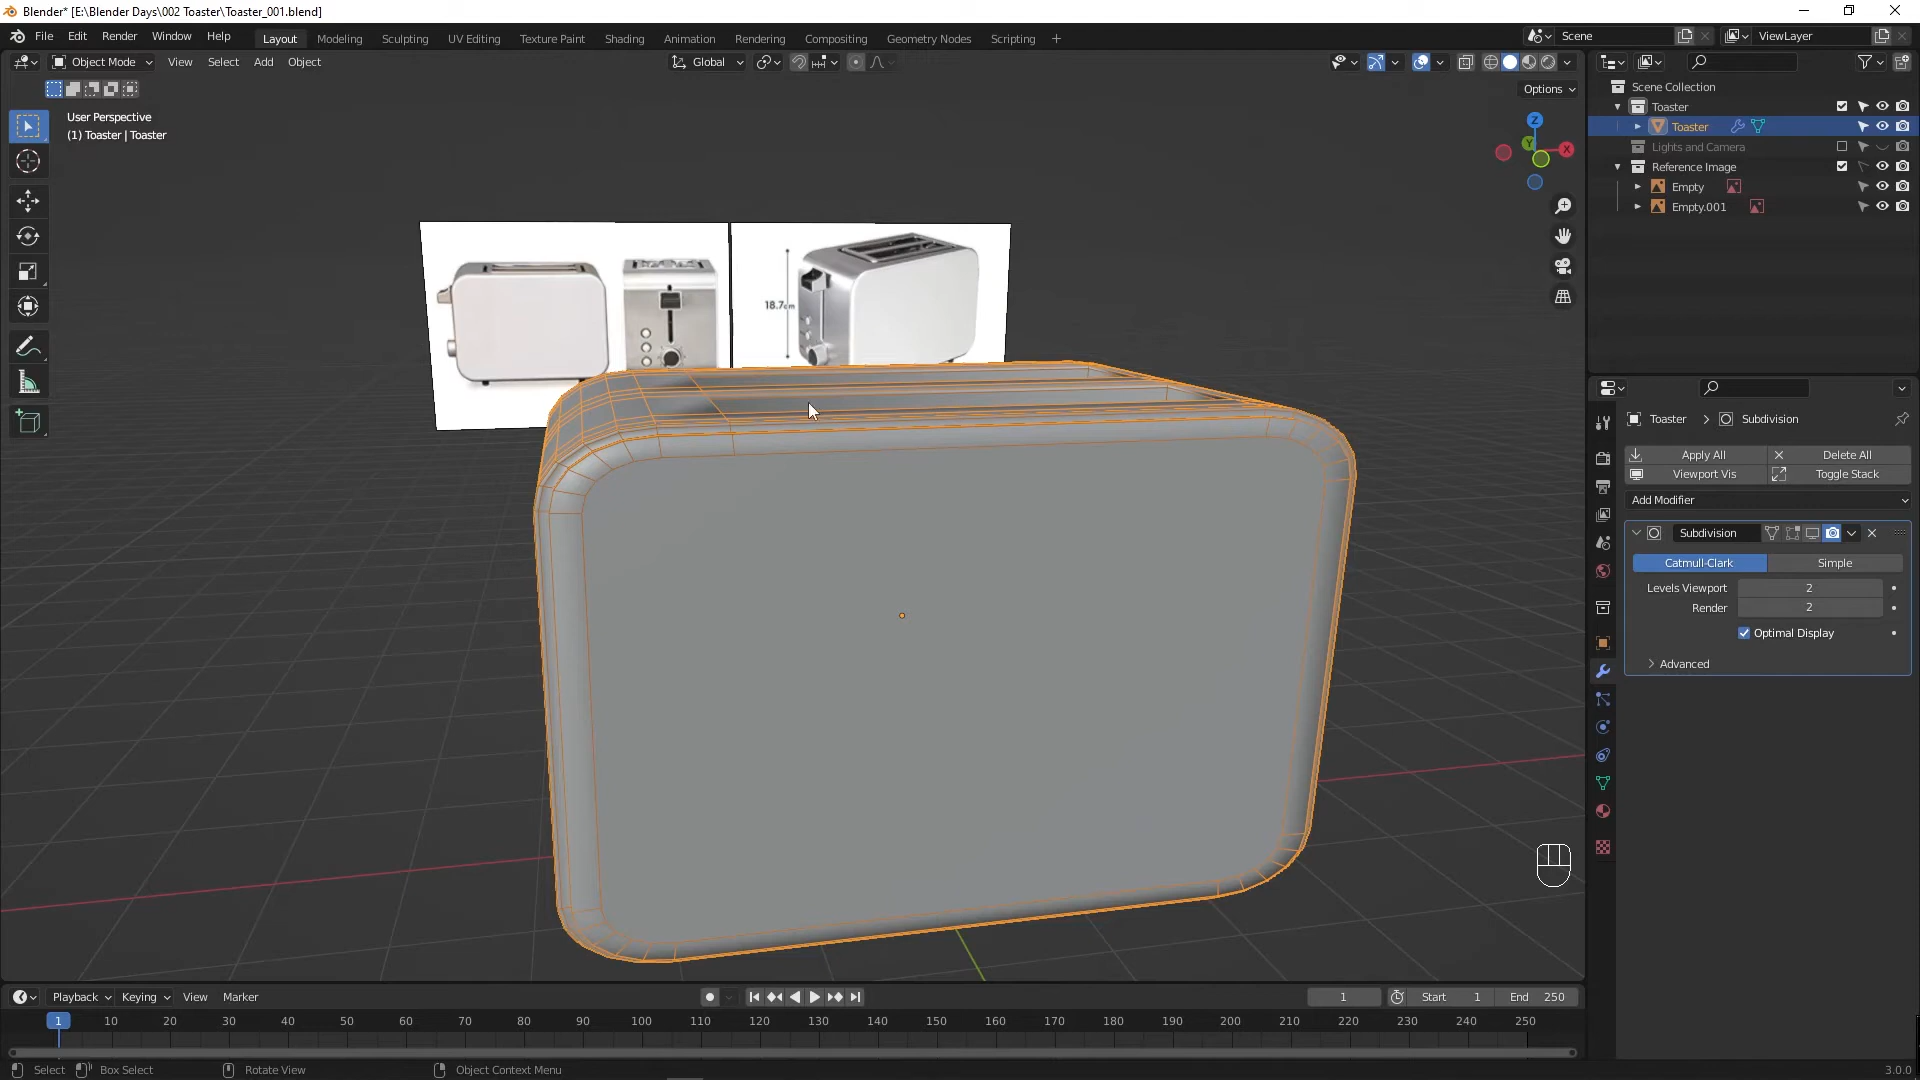 Blender* [E:\Blender Days\002 Toaster\Toaster_001.blend]
File Edit Render Window Help
Layout Modeling Sculpting UV Editing Texture Paint Shading Animation Rendering Compositing Geometry Nodes Scripting +
Scene
ViewLayer
Object Mode View Select Add Object
Global
Options
User Perspective
(1) Toaster | Toaster
Z
Y
X
18.7cm
Scene Collection
Toaster
Toaster
Lights and Camera
Reference Image
Empty
Empty.001
Toaster > Subdivision
Apply All
Delete All
Viewport Vis
Toggle Stack
Add Modifier
Subdivision
Catmull-Clark
Simple
Levels Viewport 2
Render 2
Optimal Display
Advanced
Playback Keying View Marker
1
Start 1
End 250
1 10 20 30 40 50 60 70 80 90 100 110 120 130 140 150 160 170 180 190 200 210 220 230 240 250
Select
Box Select
Rotate View
Object Context Menu
3.0.0